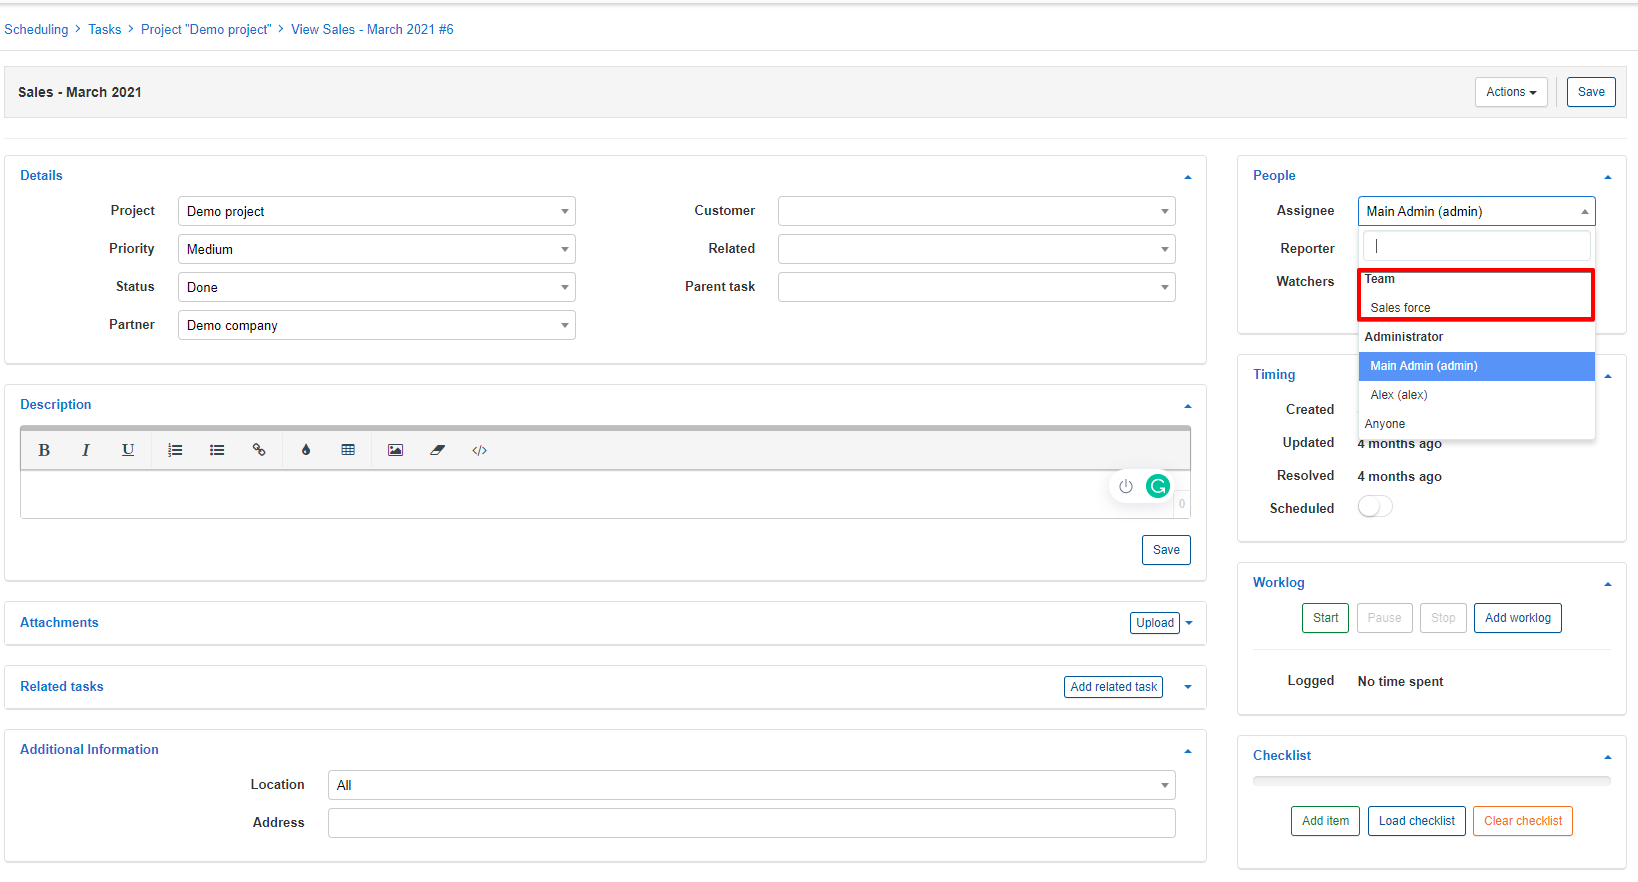 Scheduling > Tasks > Project "Demo project" > View Sales - March 2021 #6
Sales - March 2021
Actions
Save
Details
Project
Demo project
Customer
Priority
Medium
Related
Status
Done
Parent task
Partner
Demo company
Description
B I U
</>
0
Save
Attachments
Upload
Related tasks
Add related task
Additional Information
Location
All
Address
People
Assignee
Main Admin (admin)
Reporter
Watchers
Team
Sales force
Administrator
Main Admin (admin)
Alex (alex)
Anyone
Timing
Created
Updated
4 months ago
Resolved
4 months ago
Scheduled
Worklog
Start
Pause
Stop
Add worklog
Logged
No time spent
Checklist
Add item
Load checklist
Clear checklist